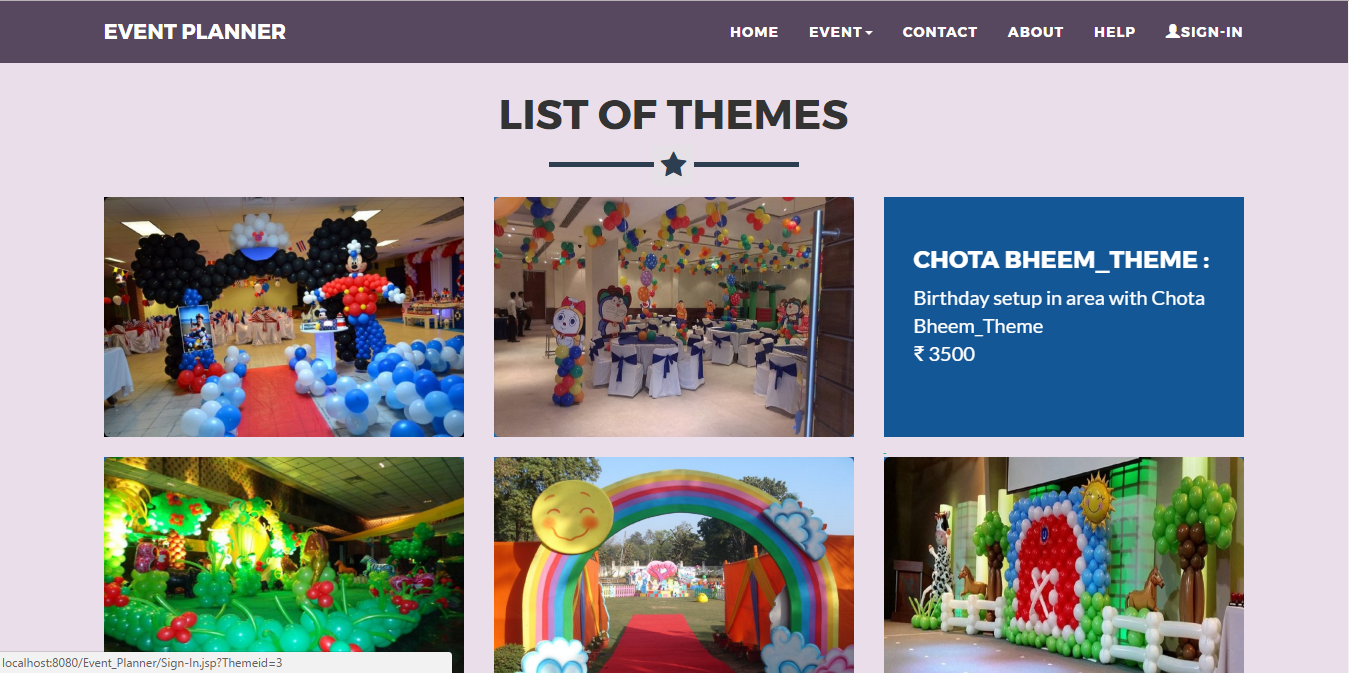 EVENT PLANNER
HOME EVENT CONTACT ABOUT HELP SIGN-IN
LIST OF THEMES
CHOTA BHEEM_THEME :
Birthday setup in area with Chota
Bheem_Theme
₹ 3500
localhost:8080/Event_Planner/Sign-In.jsp?Themeid=3